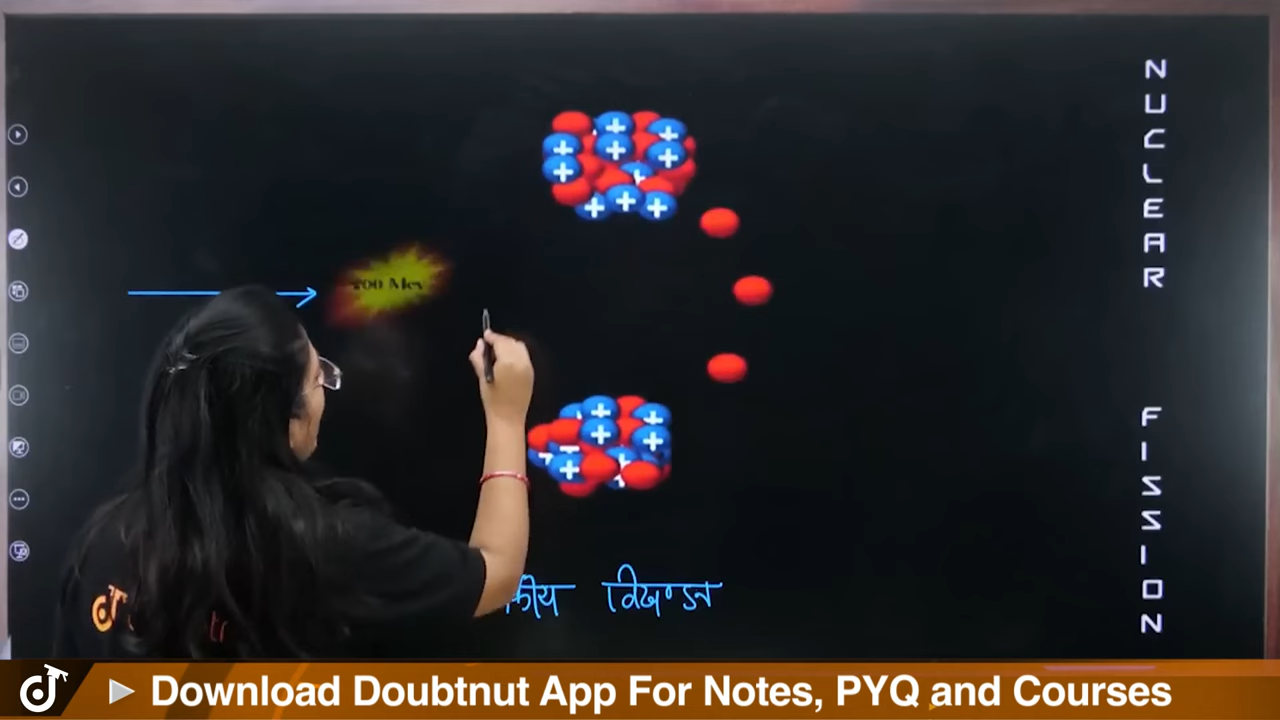 200 Mev
NUCLEAR
FISSION
विखण्डन
Download Doubtnut App For Notes, PYQ and Courses